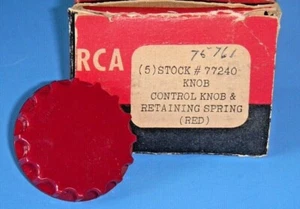 RCA
75761
(5) STOCK # 77240
KNOB
CONTROL KNOB &
RETAINING SPRING
(RED)